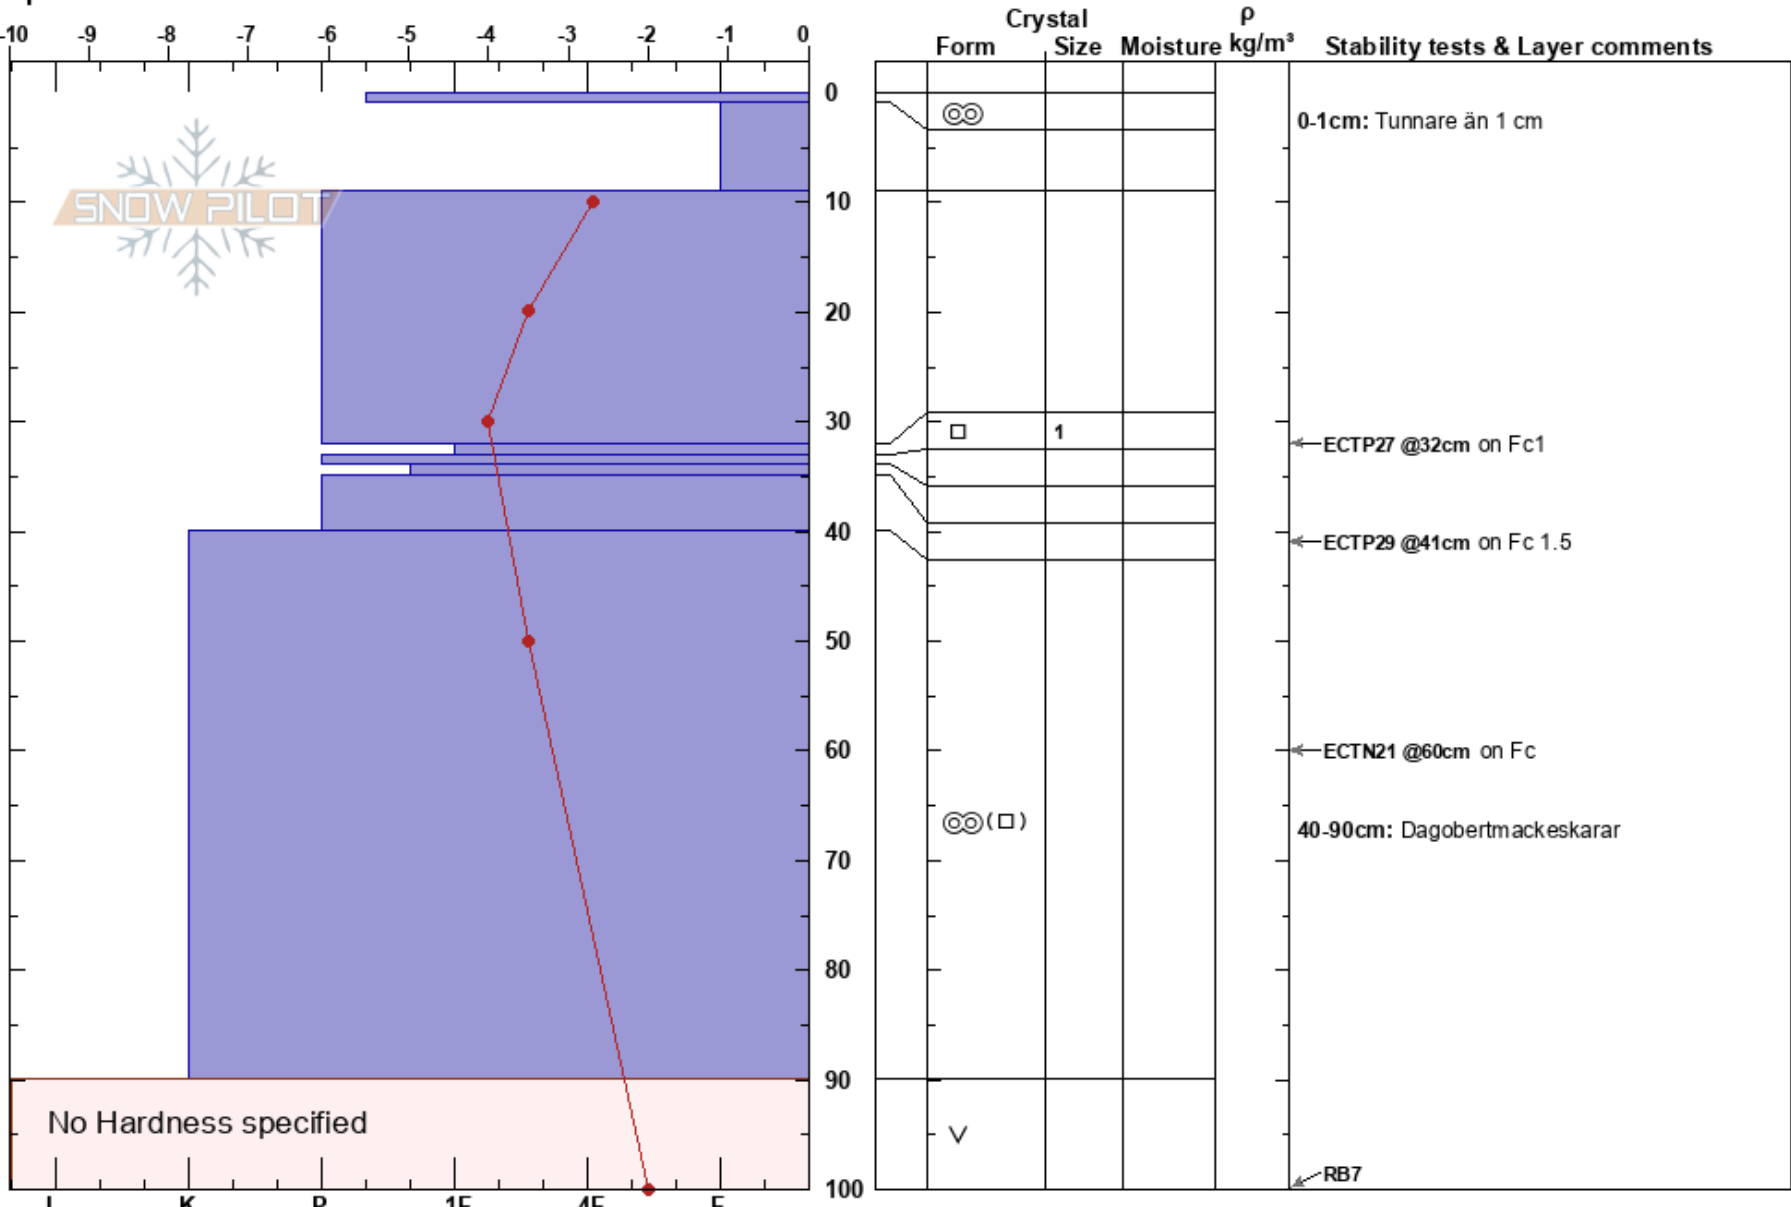 Crystal ρ
-10 -9 -8 -7 -6 -5 -4 -3 -2 -1 0
Form Size Moisture kg/m³ Stability tests & Layer comments
0
0-1cm: Tunnare än 1 cm
SNOW PILOT
10
20
30
1
ECTP27 @32cm on Fc1
40
ECTP29 @41cm on Fc 1.5
50
60
ECTN21 @60cm on Fc
( )
40-90cm: Dagobertmackeskarar
70
80
90
No Hardness specified
RB7
100
I K P 1F 4F F